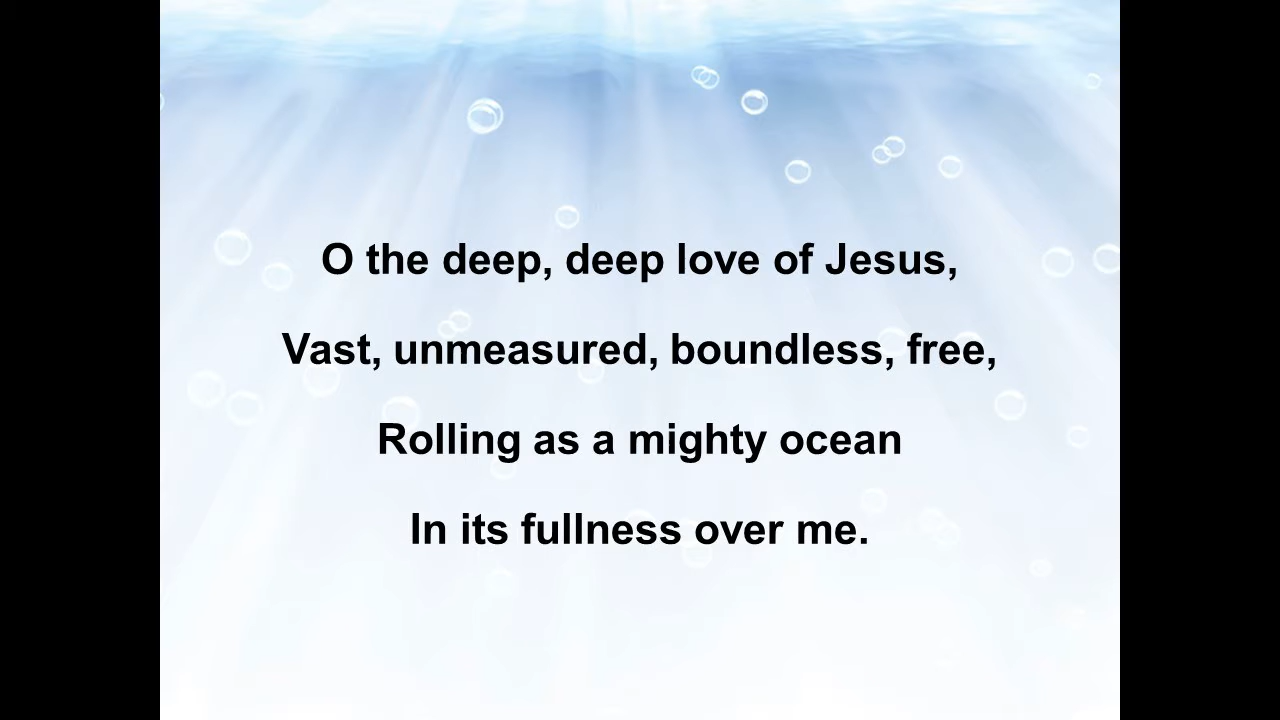 O the deep, deep love of Jesus,
Vast, unmeasured, boundless, free,
Rolling as a mighty ocean
In its fullness over me.